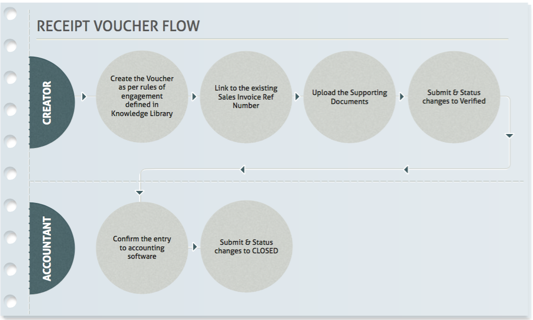 RECEIPT VOUCHER FLOW
CREATOR
Create the Voucher
as per rules of
engagement
defined in
Knowledge Library
Link to the existing
Sales Invoice Ref
Number
Upload the Supporting
Documents
Submit & Status
changes to Verified
ACCOUNTANT
Confirm the entry
to accounting
software
Submit & Status
changes to CLOSED